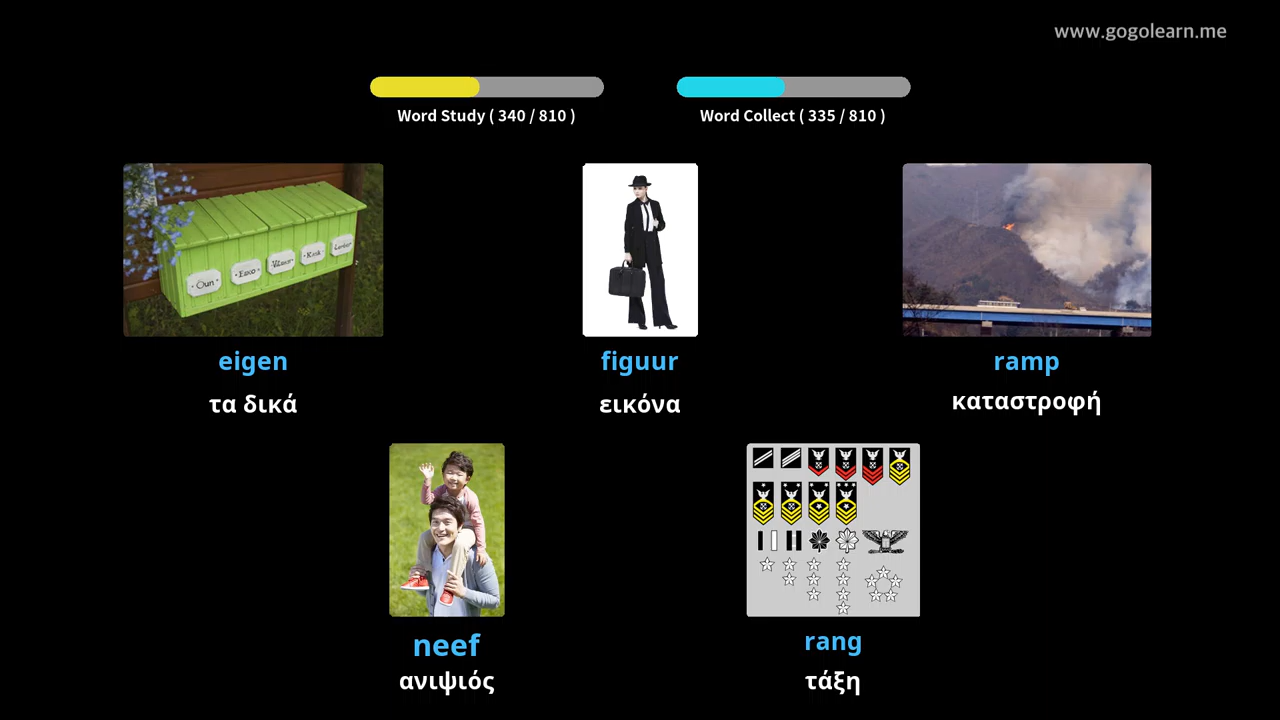 www.gogolearn.me
Word Study ( 340 / 810 )
Word Collect ( 335 / 810 )
eigen
τα δικά
figuur
εικόνα
ramp
καταστροφή
neef
ανιψιός
rang
τάξη